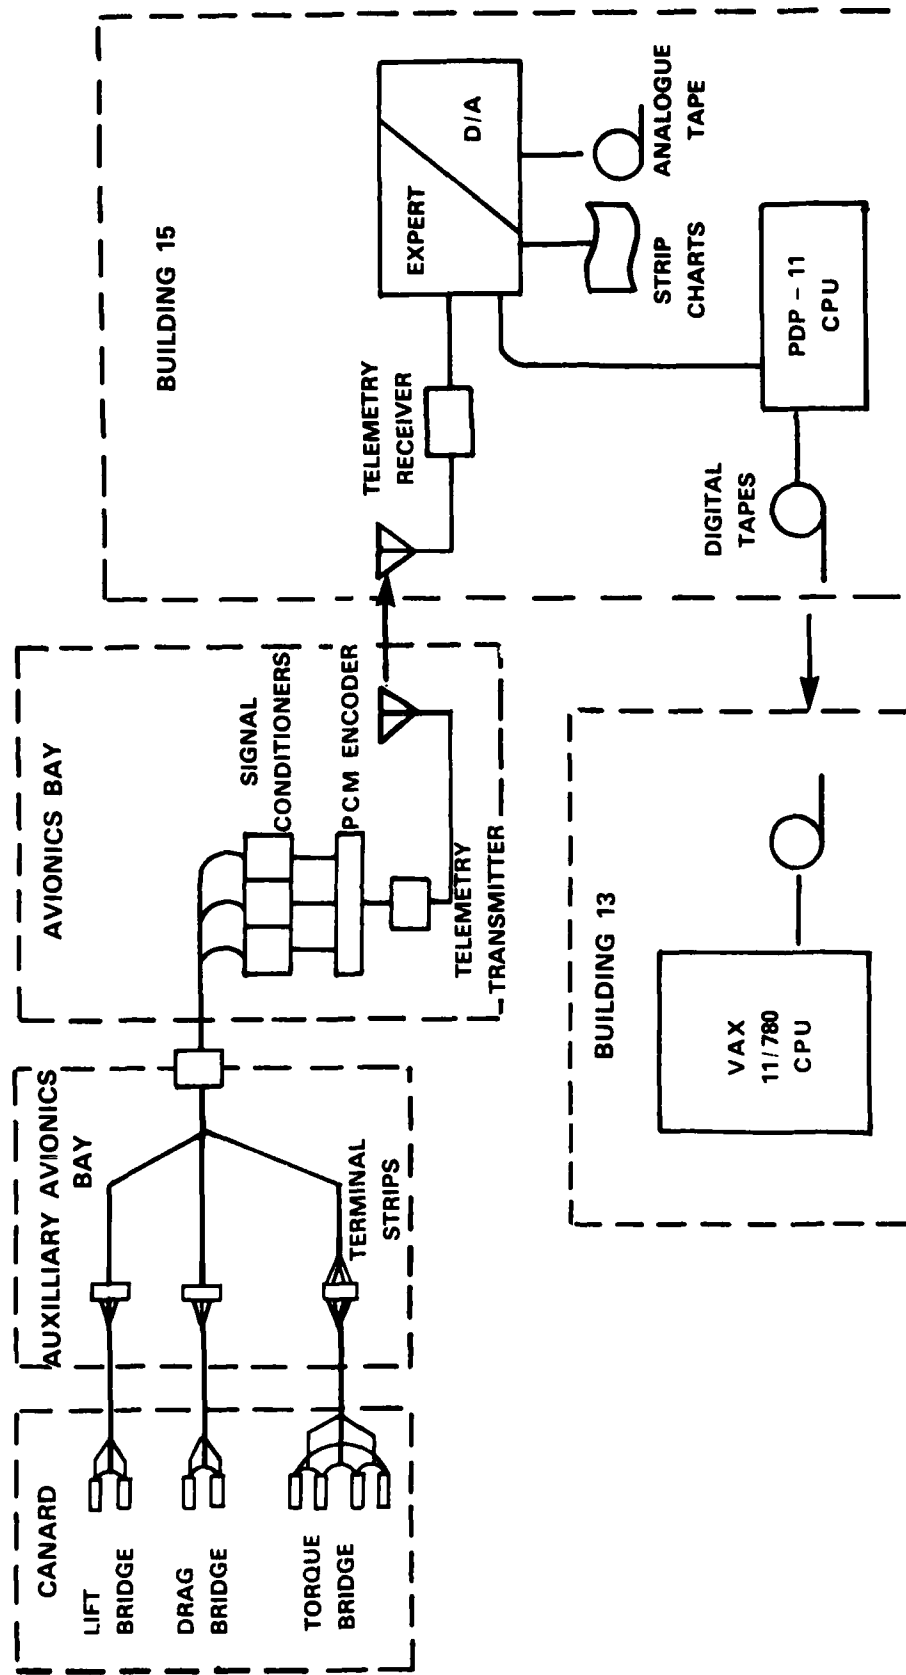 CANARD
LIFT
BRIDGE
DRAG
BRIDGE
TORQUE
BRIDGE
AUXILLIARY AVIONICS
BAY
TERMINAL
STRIPS
AVIONICS BAY
SIGNAL
CONDITIONERS
PCM ENCODER
TELEMETRY
TRANSMITTER
BUILDING 15
TELEMETRY
RECEIVER
EXPERT
D/A
STRIP
CHARTS
ANALOGUE
TAPE
PDP-11
CPU
DIGITAL
TAPES
BUILDING 13
VAX
11/780
CPU